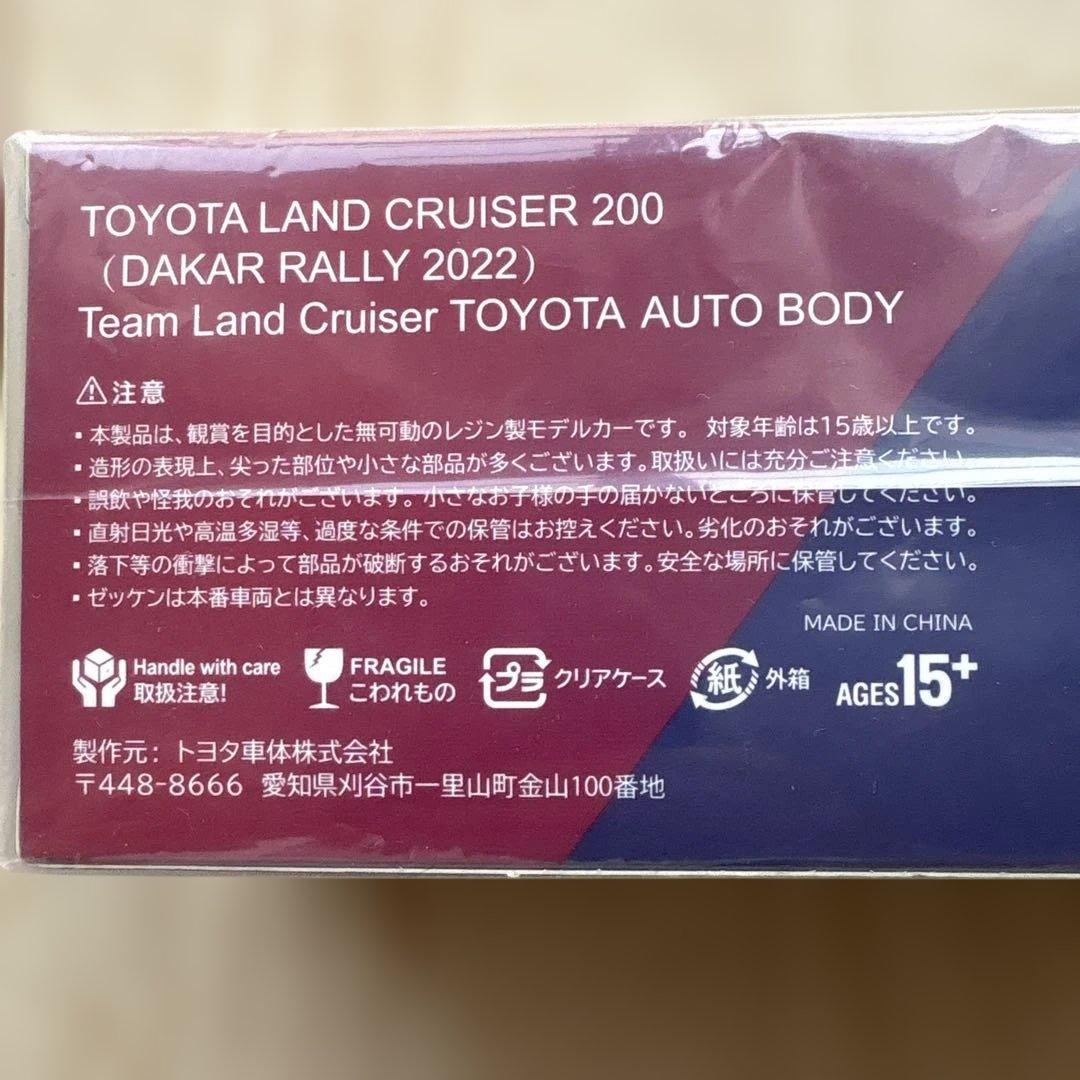 TOYOTA LAND CRUISER 200
（DAKAR RALLY 2022）
Team Land Cruiser TOYOTA AUTO BODY
⚠注意
▪ 本製品は、観賞を目的とした無可動のレジン製モデルカーです。 対象年齢は15歳以上です。
▪ 造形の表現上、尖った部位や小さな部品が多くございます。取扱いには充分ご注意ください。
▪ 誤飲や怪我のおそれがございます。小さなお子様の手の届かないところに保管してください。
▪ 直射日光や高温多湿等、過度な条件での保管はお控えください。劣化のおそれがございます。
▪ 落下等の衝撃によって部品が破断するおそれがございます。安全な場所に保管してください。
▪ ゼッケンは本番車両とは異なります。
MADE IN CHINA
Handle with care
取扱注意!
FRAGILE
こわれもの
プラ クリアケース
紙 外箱
AGES15+
製作元： トヨタ車体株式会社
〒448-8666 愛知県刈谷市一里山町金山100番地